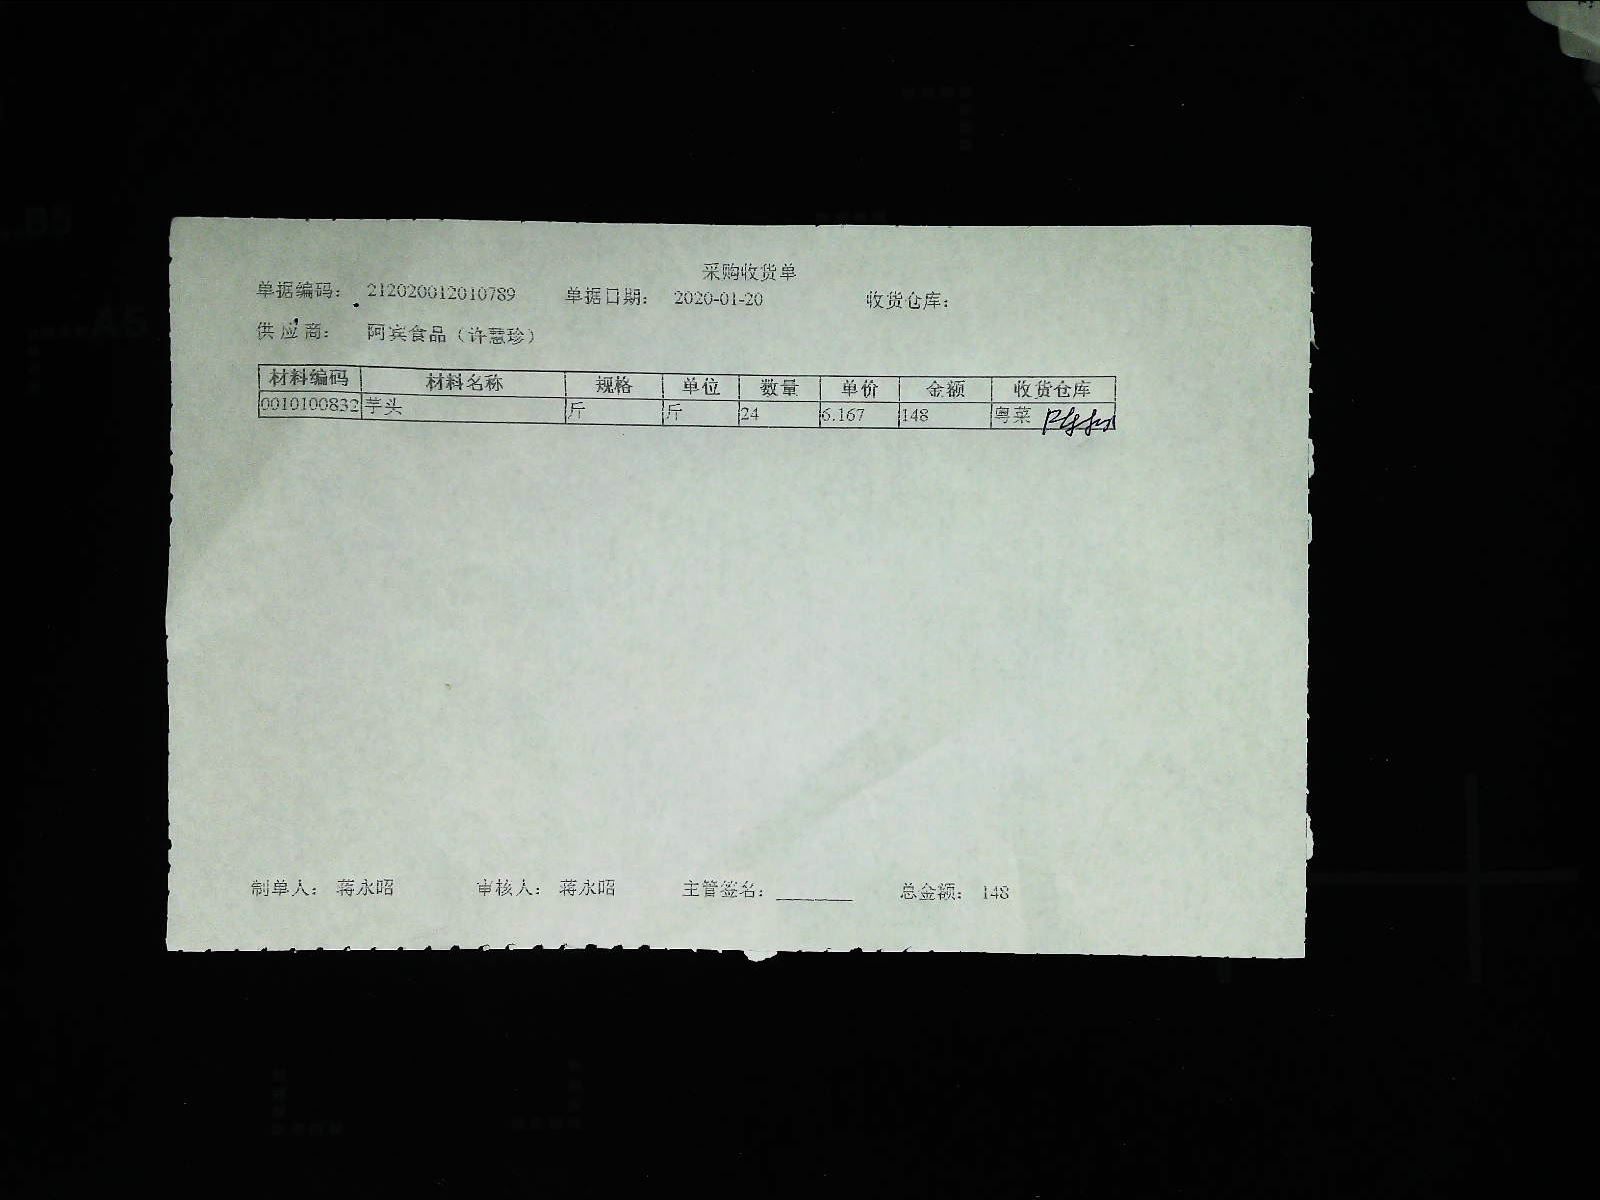 采购收货单
单据编码： 212020012010789 单据日期： 2020-01-20 收货仓库：
供应商： 阿宾食品（许慧珍）
材料编码 材料名称 规格 单位 数量 单价 金额 收货仓库
0010100832 芋头 斤 斤 24 6.167 148 粤菜
制单人： 蒋永昭 审核人： 蒋永昭 主管签名： 总金额： 148